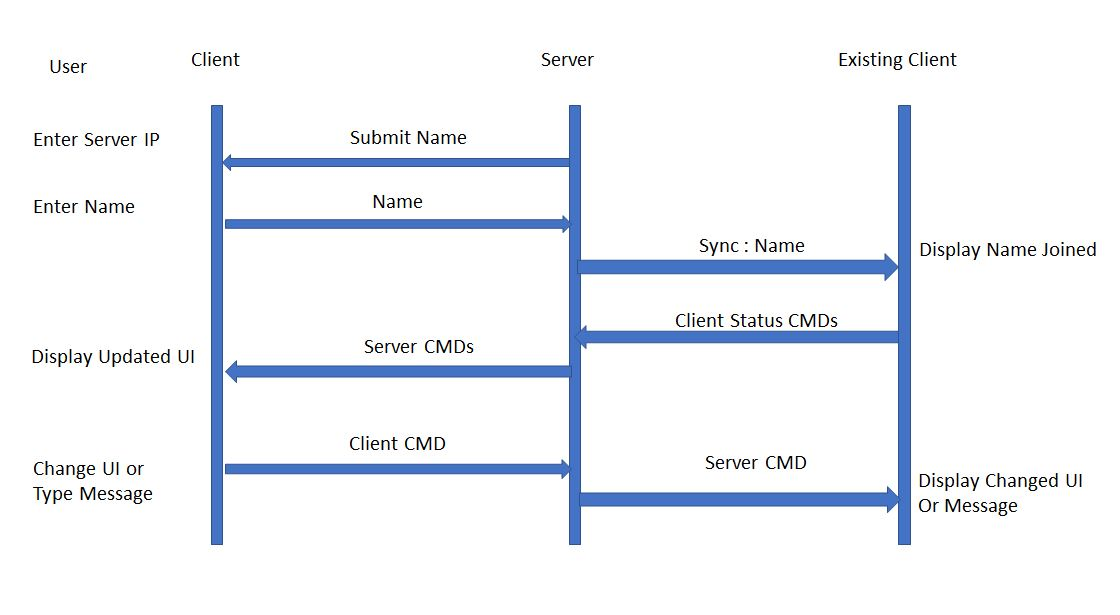 User
Client
Server
Existing Client
Enter Server IP
Submit Name
Enter Name
Name
Sync : Name
Display Name Joined
Client Status CMDs
Display Updated UI
Server CMDs
Client CMD
Change UI or
Type Message
Server CMD
Display Changed UI
Or Message